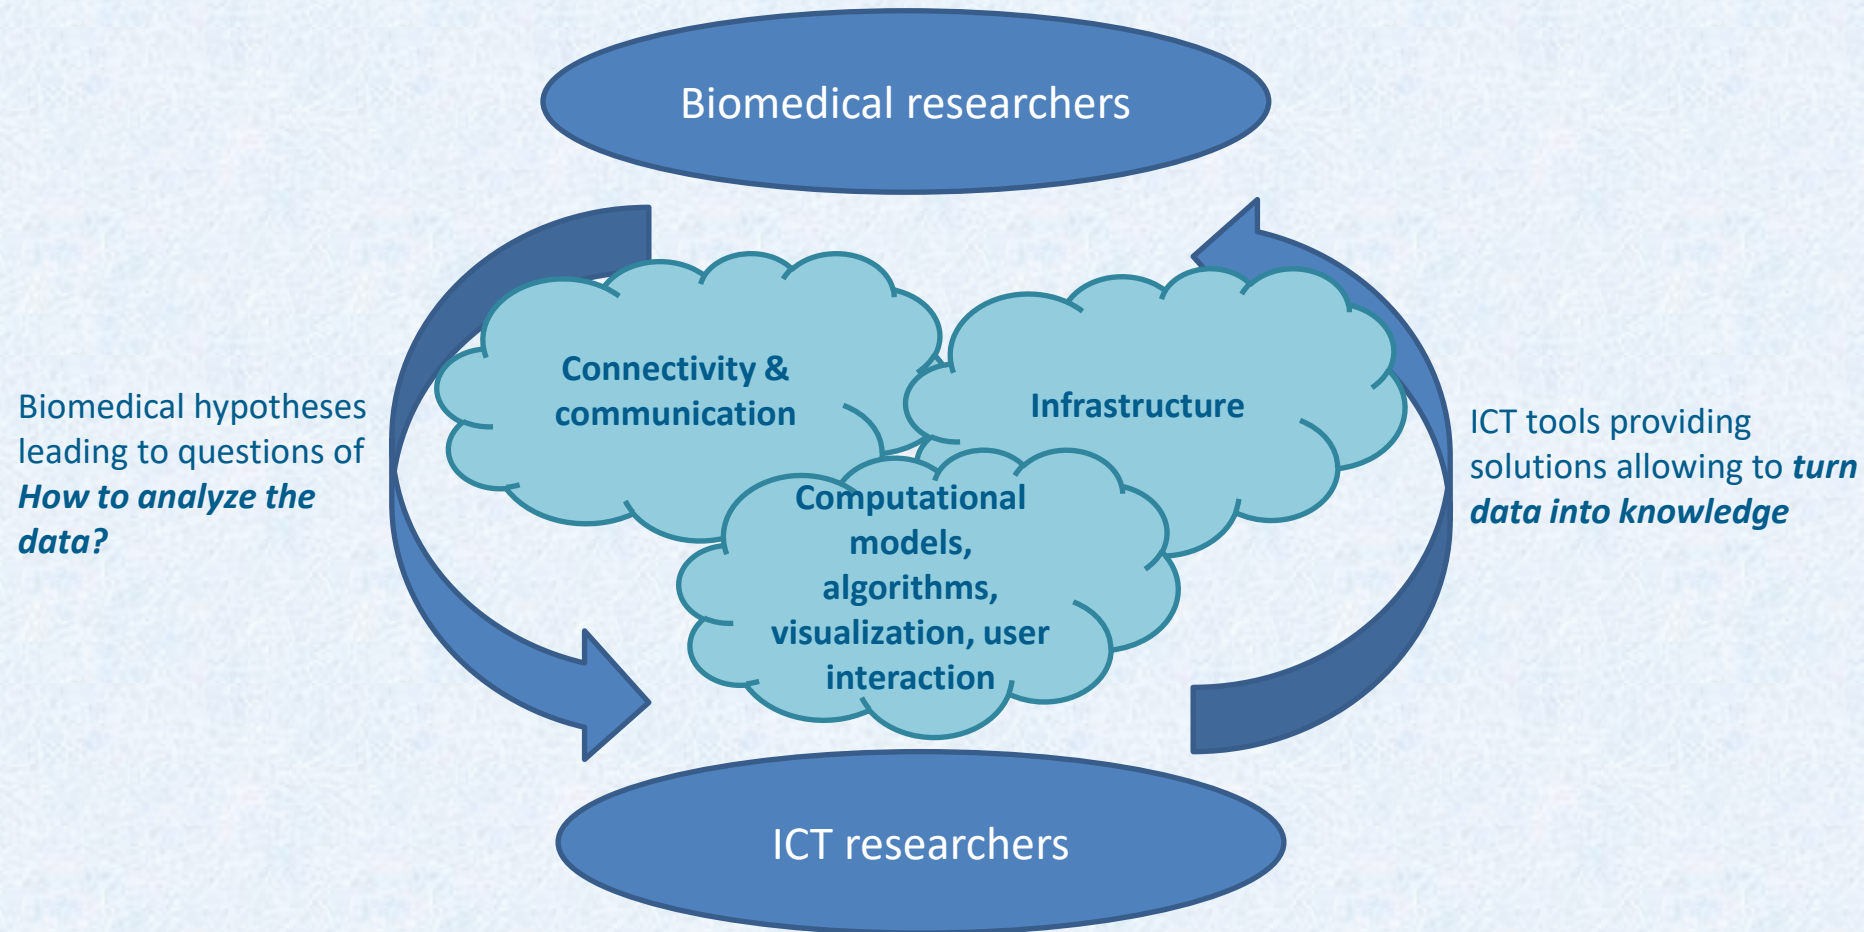 Biomedical researchers
Connectivity &
communication
Infrastructure
Biomedical hypotheses
leading to questions of
How to analyze the
data?
ICT tools providing
solutions allowing to turn
data into knowledge
Computational
models,
algorithms,
visualization, user
interaction
ICT researchers